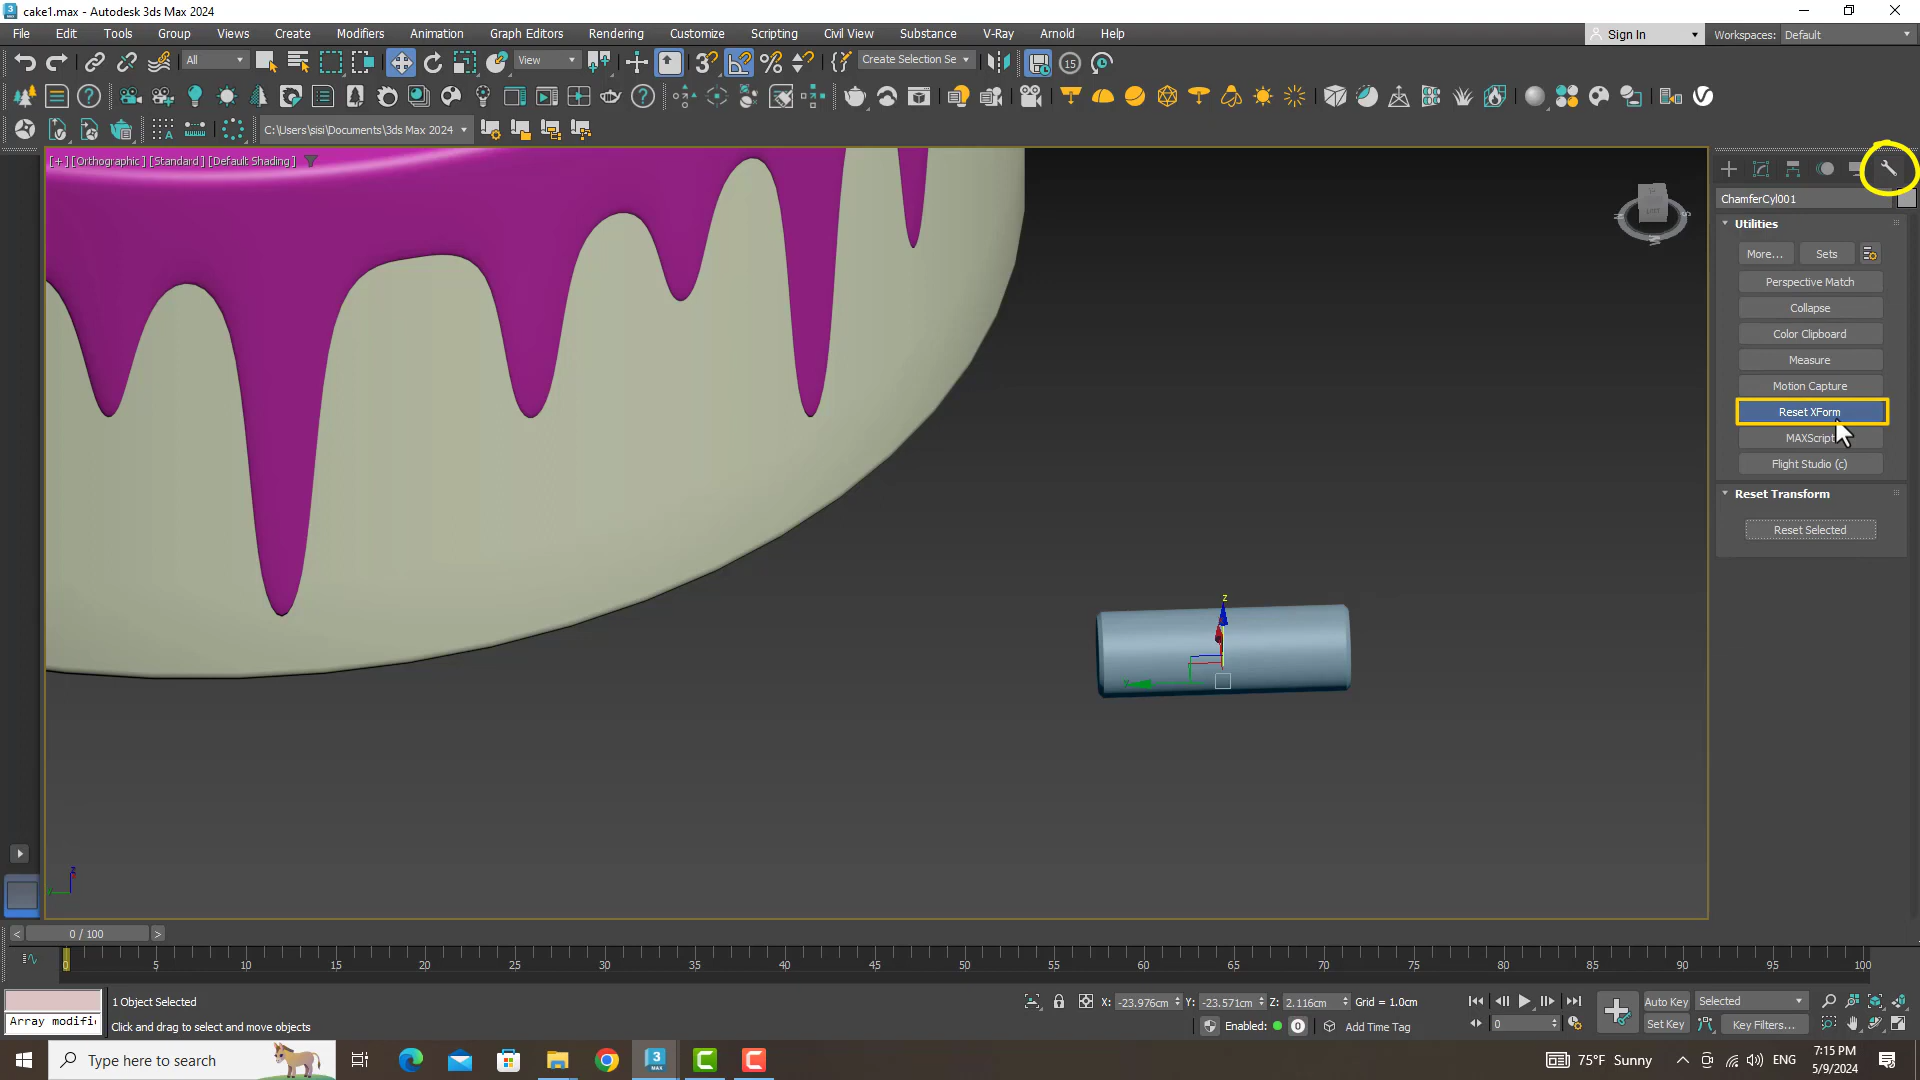 cake1.max - Autodesk 3ds Max 2024
File Edit Tools Group Views Create Modifiers Animation Graph Editors Rendering Customize Scripting Civil View Substance V-Ray Arnold Help
Sign In Workspaces: Default
All View Create Selection Se 15
C:\Users\sisi\Documents\3ds Max 2024
[+] [Orthographic ] [Standard ] [Default Shading ]
ChamferCyl001
Utilities
More... Sets
Perspective Match
Collapse
Color Clipboard
Measure
Motion Capture
Reset XForm
MAXScript
Flight Studio (c)
Reset Transform
Reset Selected
z
z
0 / 100
0 5 10 15 20 25 30 35 40 45 50 55 60 65 70 75 80 85 90 95 100
1 Object Selected
X: -23.976cm Y: -23.571cm Z: 2.116cm Grid = 1.0cm
Auto Key Selected
Array modifi
Click and drag to select and move objects
Enabled: 0 Add Time Tag
0
Set Key Key Filters...
Type here to search
75°F Sunny
ENG
7:15 PM
5/9/2024